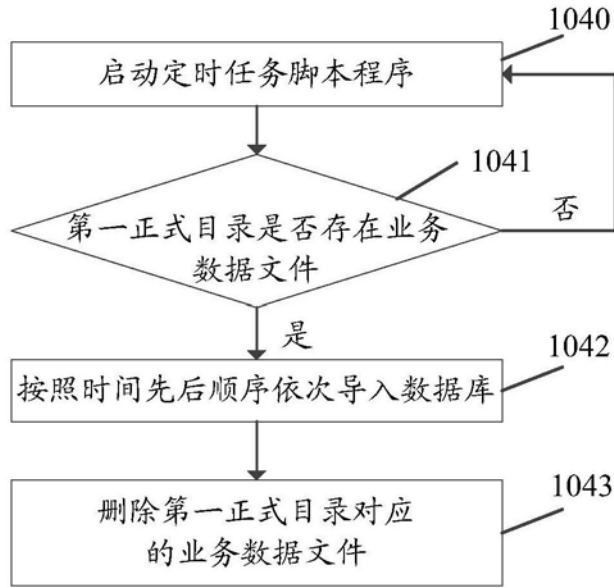 1040
启动定时任务脚本程序
1041
第一正式目录是否存在业务
数据文件
否
是
1042
按照时间先后顺序依次导入数据库
1043
删除第一正式目录对应
的业务数据文件